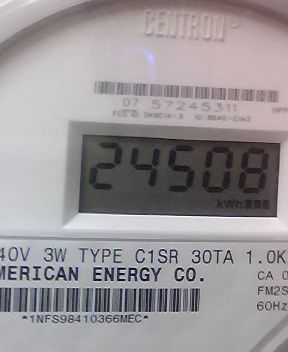 CENTRON®
07 57245311
24508
kWh
40V 3W TYPE C1SR 30TA 1.0K
MERICAN ENERGY CO.
CA 0
FM2S
60Hz
*1NFS98410366MEC*